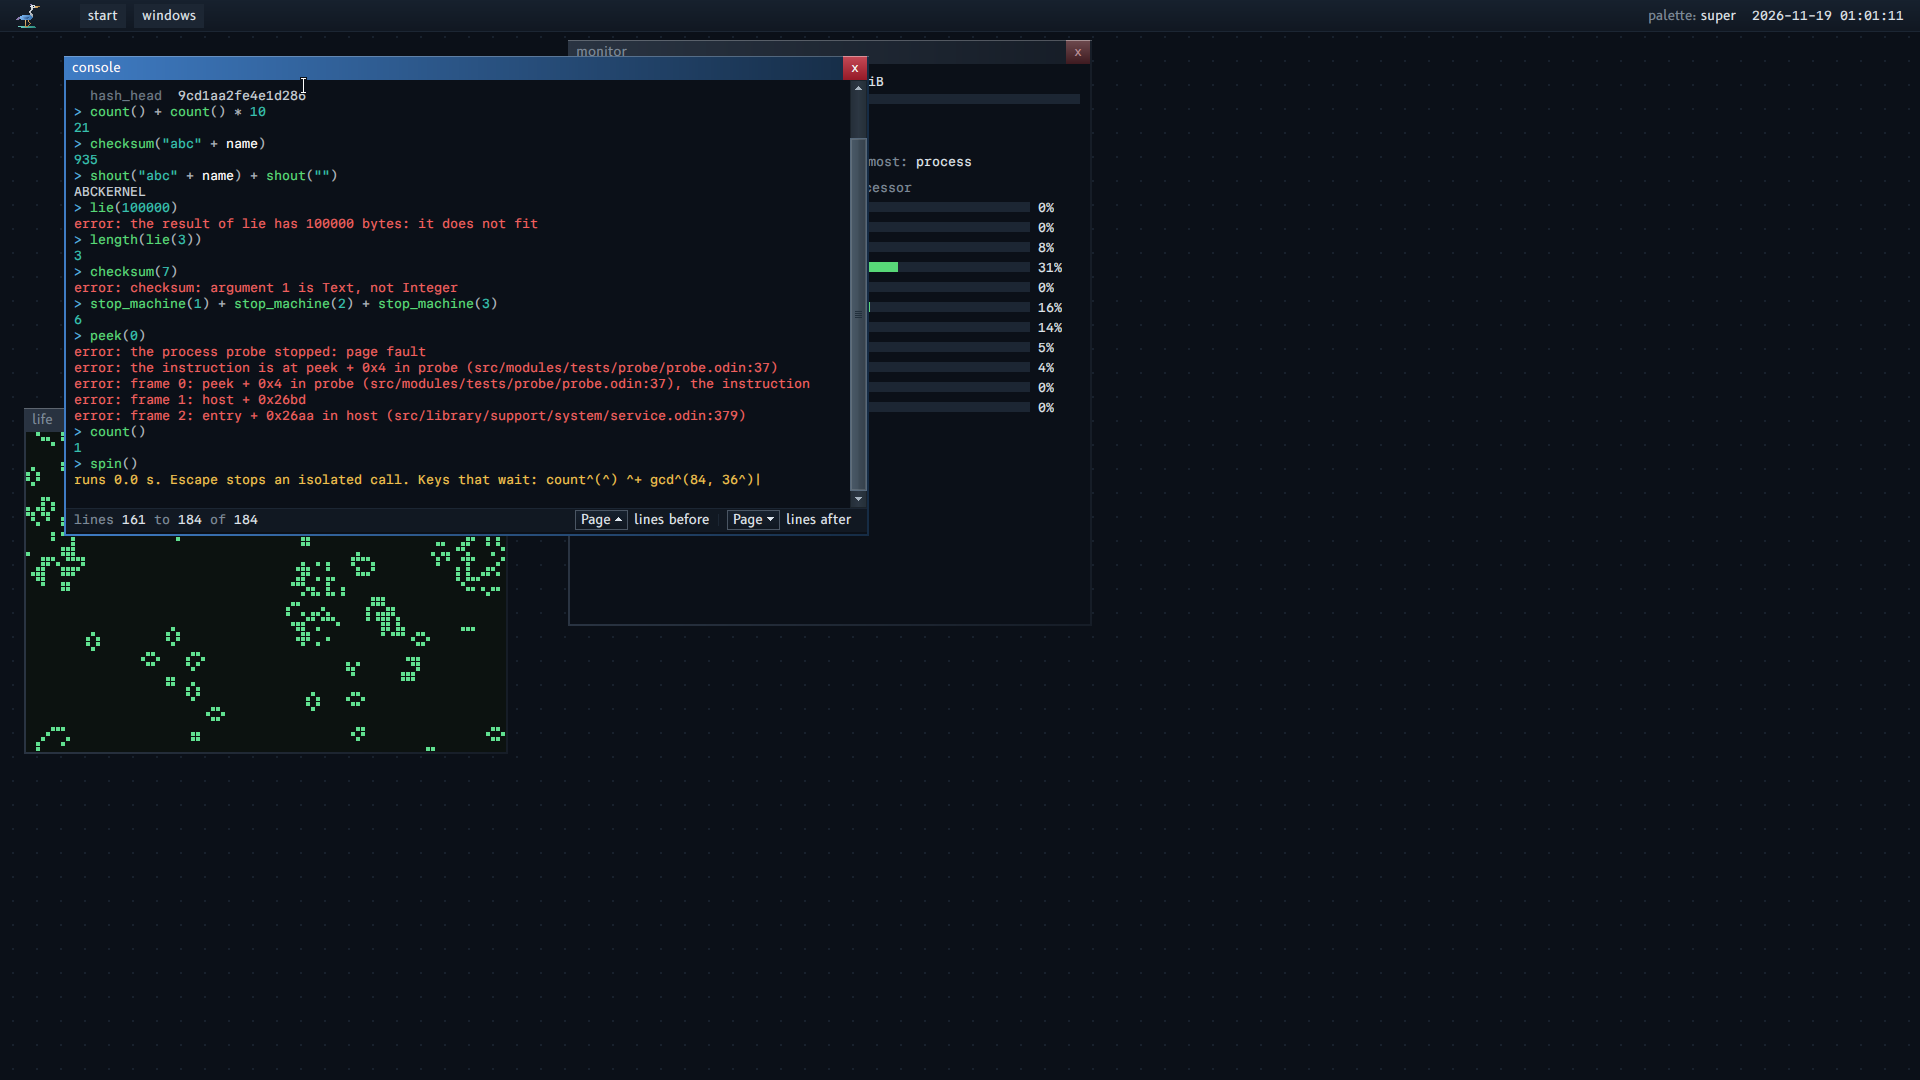 start windows palette: super 2026-11-19 01:01:11
monitor x
console x
iB
hash_head 9cd1aa2fe4e1d286
> count() + count() * 10
21
> checksum("abc" + name)
935
> shout("abc" + name) + shout("")
ABCKERNEL
> lie(100000)
error: the result of lie has 100000 bytes: it does not fit
> length(lie(3))
3
> checksum(7)
error: checksum: argument 1 is Text, not Integer
> stop_machine(1) + stop_machine(2) + stop_machine(3)
6
> peek(0)
error: the process probe stopped: page fault
error: the instruction is at peek + 0x4 in probe (src/modules/tests/probe/probe.odin:37)
error: frame 0: peek + 0x4 in probe (src/modules/tests/probe/probe.odin:37), the instruction
error: frame 1: host + 0x26bd
error: frame 2: entry + 0x26aa in host (src/library/support/system/service.odin:379)
> count()
1
> spin()
runs 0.0 s. Escape stops an isolated call. Keys that wait: count^(^) ^+ gcd^(84, 36^)|
lines 161 to 184 of 184 Page lines before Page lines after
most: process
cessor
0%
0%
8%
31%
0%
16%
14%
5%
4%
0%
0%
life